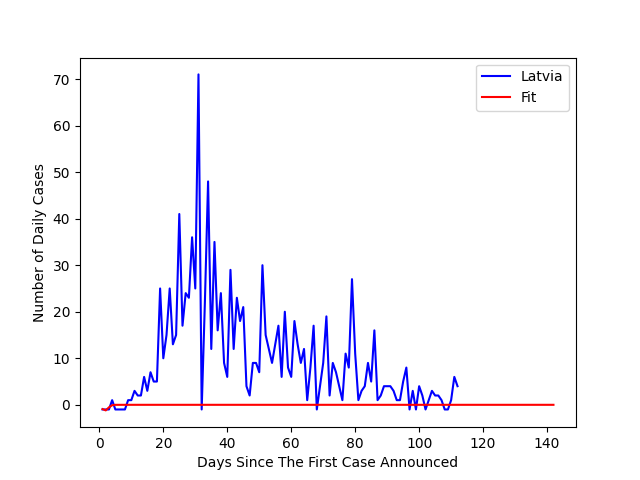 Latvia
Fit
70
60
50
40
30
20
10
0
Number of Daily Cases
0 20 40 60 80 100 120 140
Days Since The First Case Announced